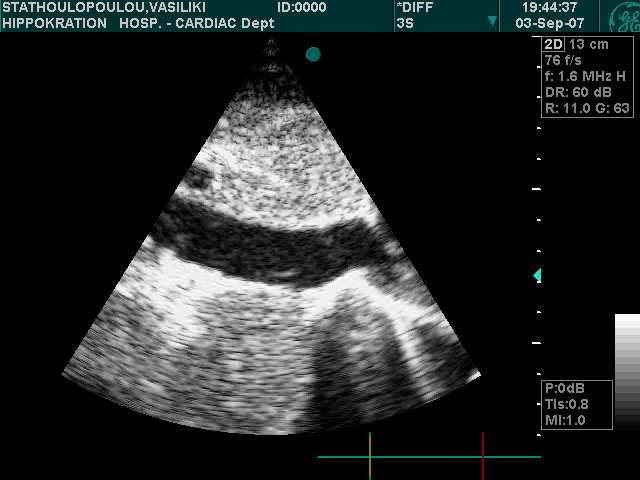 STATHOULOPOULOU,VASILIKI ID:0000 *DIFF 19:44:37
HIPPOKRATION HOSP. - CARDIAC Dept 3S 03-Sep-07
2D 13 cm
76 f/s
f: 1.6 MHz H
DR: 60 dB
R: 11.0 G: 63
P:0dB
TIs:0.8
MI:1.0